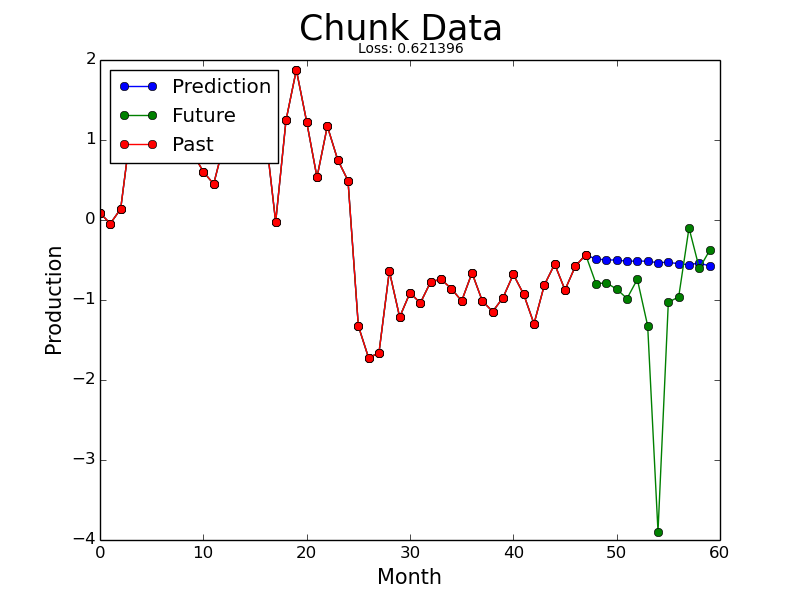 Chunk Data
Loss: 0.621396
Prediction
Future
Past
2
1
0
−1
−2
−3
−4
Production
0 10 20 30 40 50 60
Month